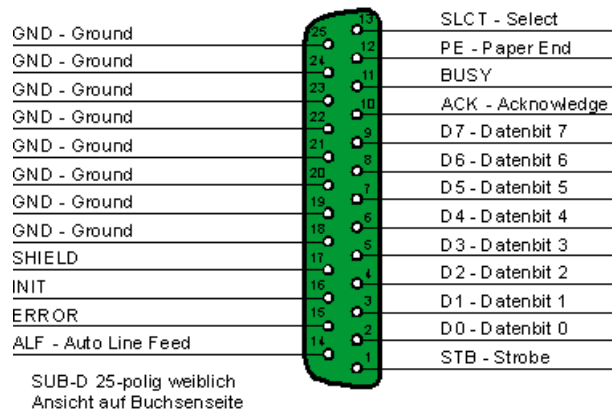 GND - Ground
GND - Ground
GND - Ground
GND - Ground
GND - Ground
GND - Ground
GND - Ground
GND - Ground
SHIELD
INIT
ERROR
ALF - Auto Line Feed
25
24
23
22
21
20
19
18
17
16
15
14
13
12
11
10
9
8
7
6
5
4
3
2
1
SLCT - Select
PE - Paper End
BUSY
ACK - Acknowledge
D7 - Datenbit 7
D6 - Datenbit 6
D5 - Datenbit 5
D4 - Datenbit 4
D3 - Datenbit 3
D2 - Datenbit 2
D1 - Datenbit 1
D0 - Datenbit 0
STB - Strobe
SUB-D 25-polig weiblich
Ansicht auf Buchsenseite